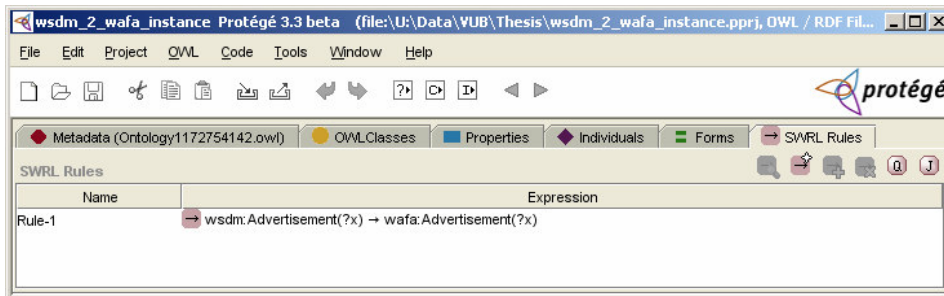 wsdm_2_wafa_instance Protégé 3.3 beta (file:\U:\Data\VUB\Thesis\wsdm_2_wafa_instance.pprj, OWL / RDF Fil...
File Edit Project OWL Code Tools Window Help
protégé
Metadata (Ontology1172754142.owl) OWLClasses Properties Individuals Forms SWRL Rules
SWRL Rules
Q J
Name Expression
Rule-1 → wsdm:Advertisement(?x) → wafa:Advertisement(?x)